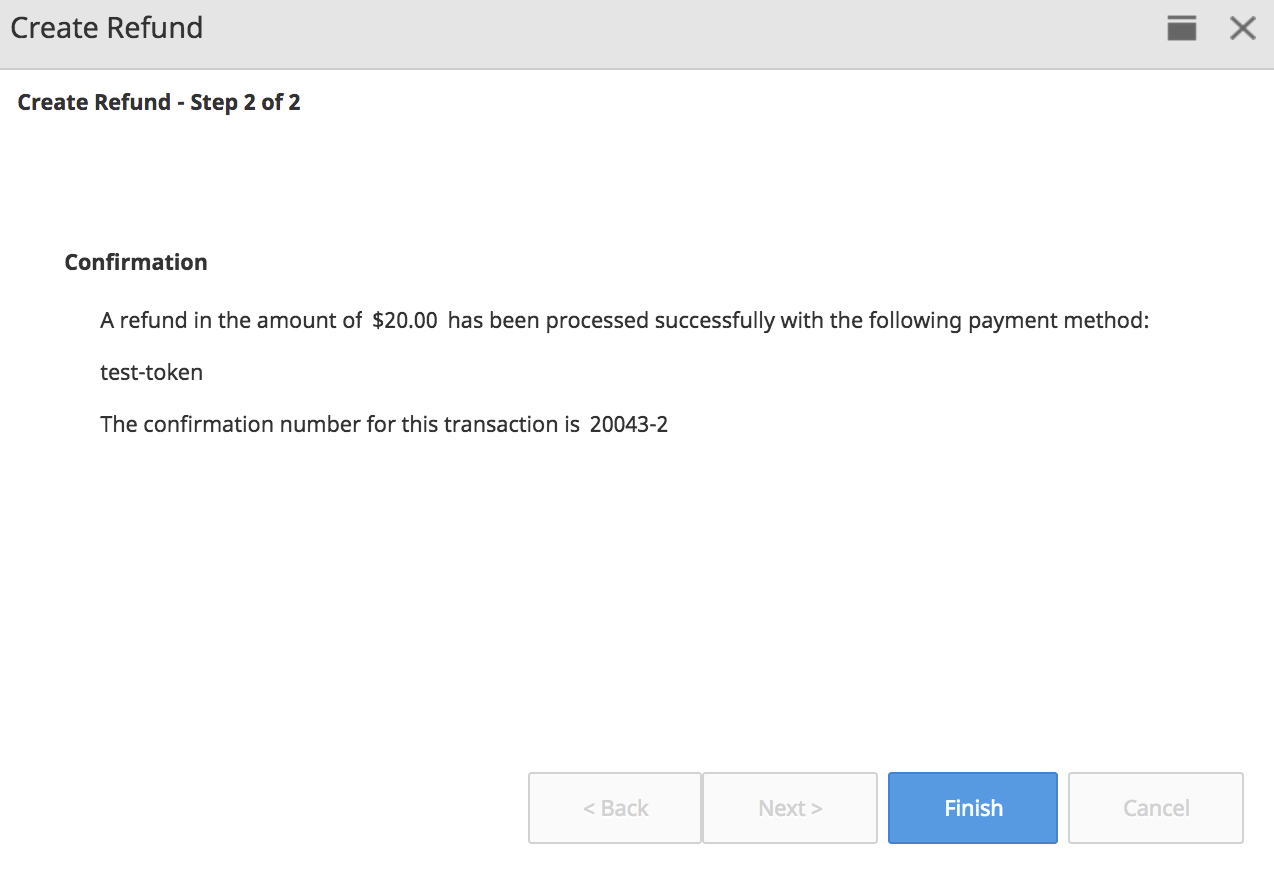 Create Refund
Create Refund - Step 2 of 2
Confirmation
A refund in the amount of $20.00 has been processed successfully with the following payment method:
test-token
The confirmation number for this transaction is 20043-2
< Back
Next >
Finish
Cancel